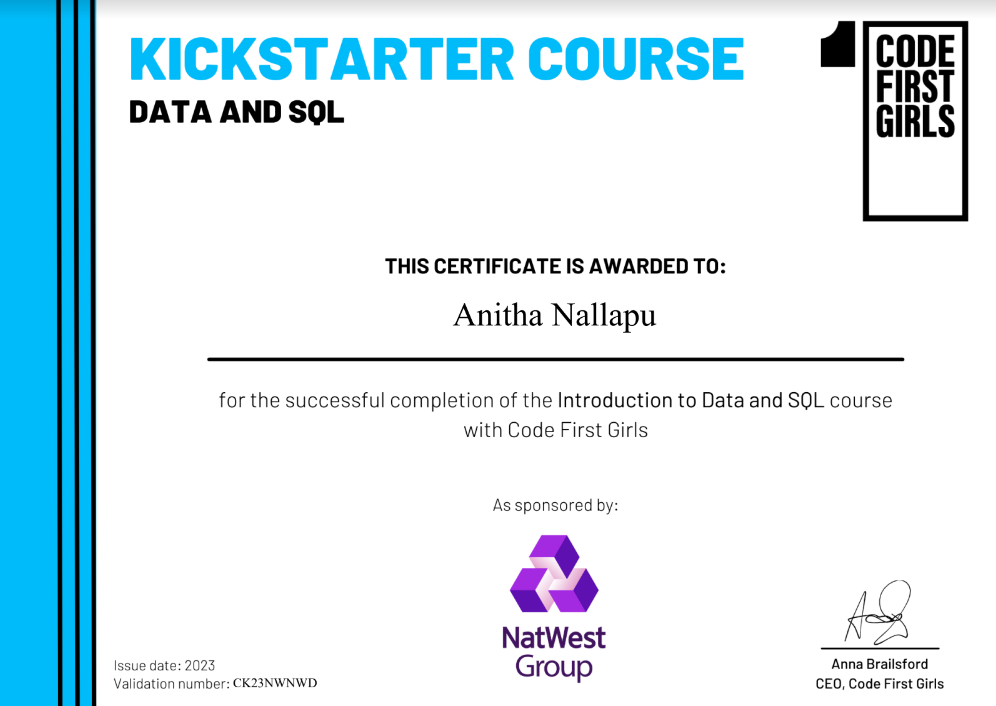 KICKSTARTER COURSE
DATA AND SQL
CODE
FIRST
GIRLS
THIS CERTIFICATE IS AWARDED TO:
Anitha Nallapu
for the successful completion of the Introduction to Data and SQL course
with Code First Girls
As sponsored by:
NatWest
Group
Issue date: 2023
Validation number: CK23NWNWD
Anna Brailsford
CEO, Code First Girls